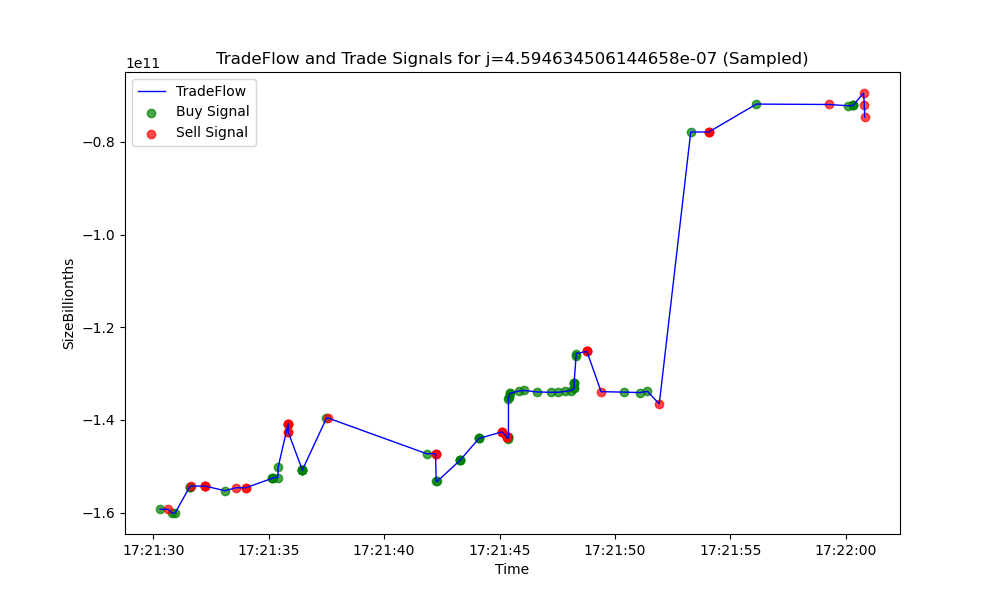 TradeFlow and Trade Signals for j=4.594634506144658e-07 (Sampled)
1e11
TradeFlow
Buy Signal
Sell Signal
−0.8
−1.0
−1.2
−1.4
−1.6
SizeBillionths
17:21:30 17:21:35 17:21:40 17:21:45 17:21:50 17:21:55 17:22:00
Time